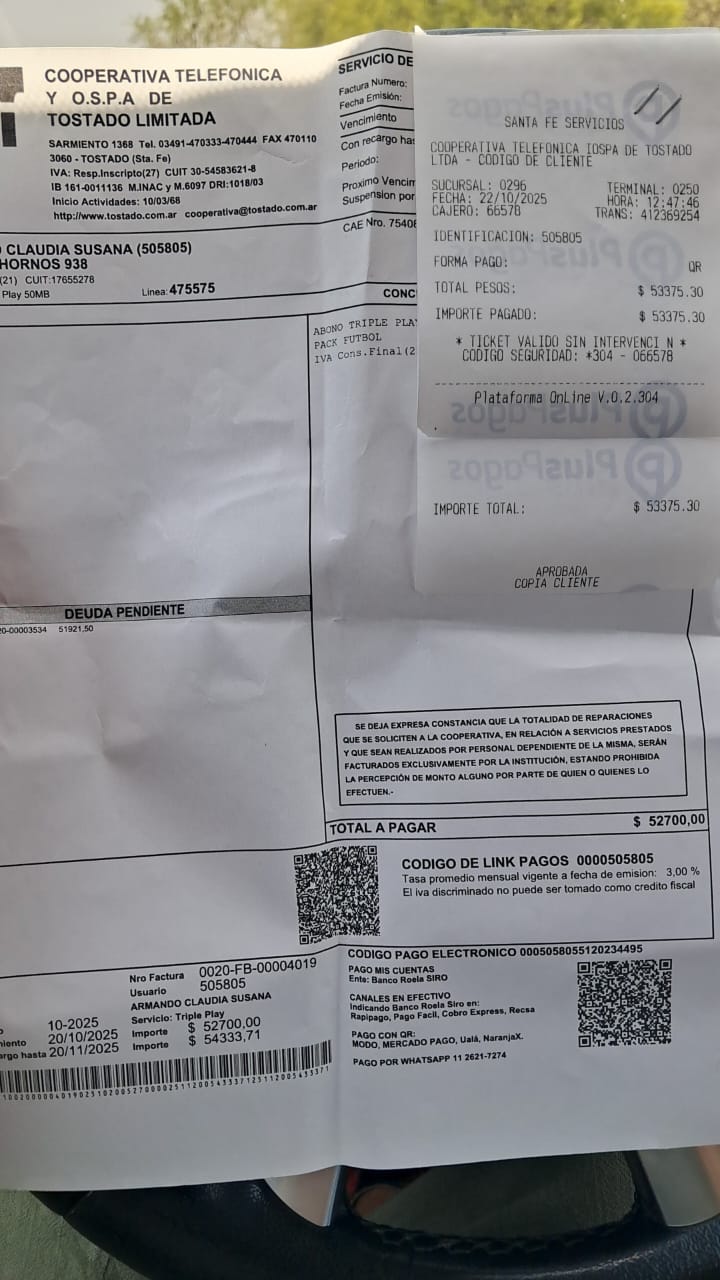 COOPERATIVA TELEFONICA
Y O.S.P.A DE
TOSTADO LIMITADA
SARMIENTO 1368 Tel. 03491-470333-470444 FAX 470110
3060 - TOSTADO (Sta. Fe)
IVA: Resp.Inscripto(27) CUIT 30-54583621-8
IB 161-0011136 M.INAC y M.6097 DRI:1018/03
Inicio Actividades: 10/03/68
http://www.tostado.com.ar cooperativa@tostado.com.ar
SERVICIO DE
Factura Numero:
Fecha Emisión:
Vencimiento
Con recargo has
Periodo:
Proximo Vencim
Suspension por
CAE Nro. 75408
CLAUDIA SUSANA (505805)
HORNOS 938
(21) CUIT:17655278
Play 50MB
Linea: 475575
CONC
ABONO TRIPLE PLAY
PACK FUTBOL
IVA Cons.Final(2
PlusPagos
SANTA FE SERVICIOS
COOPERATIVA TELEFONICA IOSPA DE TOSTADO
LTDA - CODIGO DE CLIENTE
SUCURSAL: 0296 TERMINAL: 0250
FECHA: 22/10/2025 HORA: 12:47:46
CAJERO: 66578 TRANS: 412369254
IDENTIFICACION: 505805
PlusPagos
FORMA PAGO: QR
TOTAL PESOS: $ 53375.30
IMPORTE PAGADO: $ 53375.30
* TICKET VALIDO SIN INTERVENCI N *
CODIGO SEGURIDAD: *304 - 066578
Plataforma OnLine V.0.2.304
PlusPagos
PlusPagos
IMPORTE TOTAL: $ 53375.30
APROBADA
COPIA CLIENTE
DEUDA PENDIENTE
20-00003534 51921,50
SE DEJA EXPRESA CONSTANCIA QUE LA TOTALIDAD DE REPARACIONES
QUE SE SOLICITEN A LA COOPERATIVA, EN RELACIÓN A SERVICIOS PRESTADOS
Y QUE SEAN REALIZADOS POR PERSONAL DEPENDIENTE DE LA MISMA, SERÁN
FACTURADOS EXCLUSIVAMENTE POR LA INSTITUCIÓN, ESTANDO PROHIBIDA
LA PERCEPCIÓN DE MONTO ALGUNO POR PARTE DE QUIEN O QUIENES LO
EFECTUEN.-
TOTAL A PAGAR $ 52700,00
CODIGO DE LINK PAGOS 0000505805
Tasa promedio mensual vigente a fecha de emision: 3,00 %
El iva discriminado no puede ser tomado como credito fiscal
CODIGO PAGO ELECTRONICO 0005058055120234495
PAGO MIS CUENTAS
Ente: Banco Roela SIRO
CANALES EN EFECTIVO
Indicando Banco Roela Siro en:
Rapipago, Pago Facil, Cobro Express, Recsa
PAGO CON QR:
MODO, MERCADO PAGO, Ualá, NaranjaX.
PAGO POR WHATSAPP 11 2621-7274
Nro Factura 0020-FB-00004019
Usuario 505805
ARMANDO CLAUDIA SUSANA
Servicio: Triple Play
10-2025
miento 20/10/2025 Importe $ 52700,00
argo hasta 20/11/2025 Importe $ 54333,71